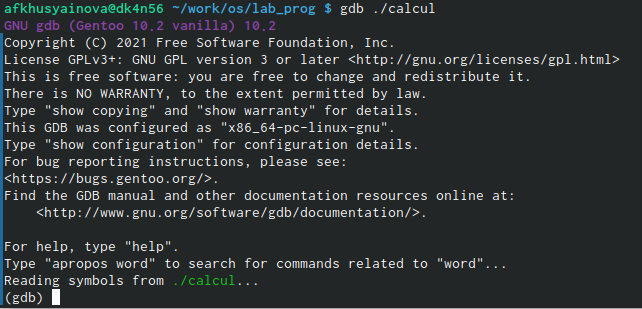 afkhusyainova@dk4n56 ~/work/os/lab_prog $ gdb ./calcul
GNU gdb (Gentoo 10.2 vanilla) 10.2
Copyright (C) 2021 Free Software Foundation, Inc.
License GPLv3+: GNU GPL version 3 or later <http://gnu.org/licenses/gpl.html>
This is free software: you are free to change and redistribute it.
There is NO WARRANTY, to the extent permitted by law.
Type "show copying" and "show warranty" for details.
This GDB was configured as "x86_64-pc-linux-gnu".
Type "show configuration" for configuration details.
For bug reporting instructions, please see:
<https://bugs.gentoo.org/>.
Find the GDB manual and other documentation resources online at:
    <http://www.gnu.org/software/gdb/documentation/>.

For help, type "help".
Type "apropos word" to search for commands related to "word"...
Reading symbols from ./calcul...
(gdb)